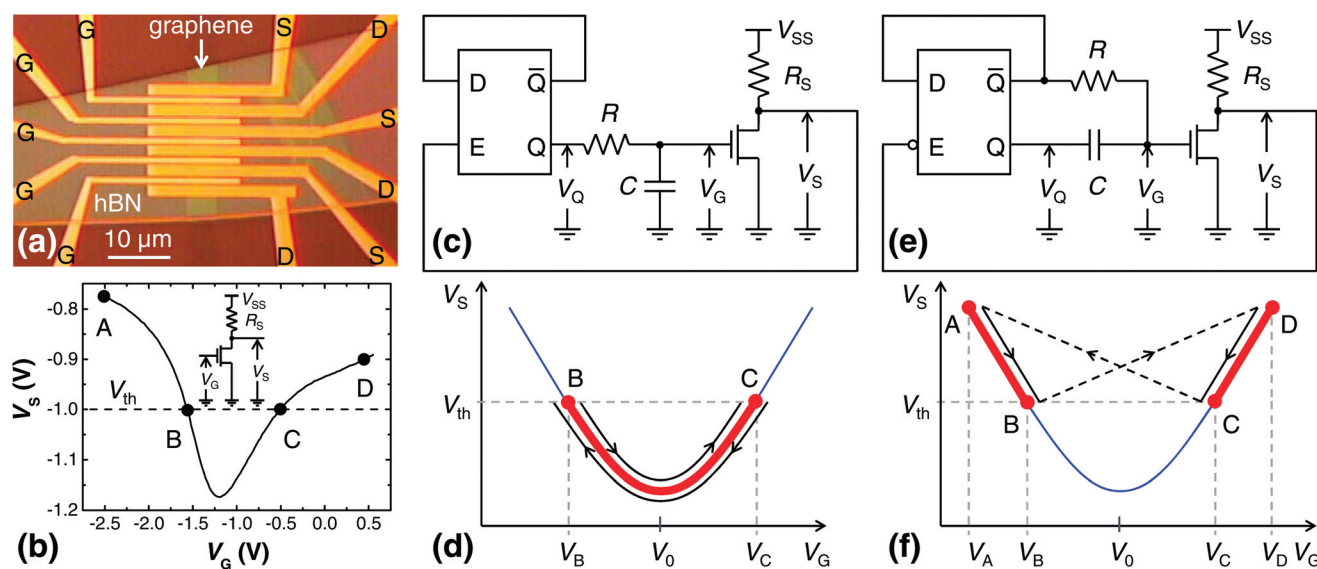 graphene
G
G
S
D
G
S
G
D
G
D
S
hBN
10 μm
(a)
-0.8
-0.9
-1.0
-1.1
-1.2
V_S (V)
A
V_th
B
C
D
V_SS
R_S
V_G
V_S
-2.5 -2.0 -1.5 -1.0 -0.5 0.0 0.5
V_G (V)
(b)
D Q̅
E Q
R
C
V_Q
V_G
V_SS
R_S
V_S
(c)
V_S
B C
V_th
V_B V_0 V_C V_G
(d)
D Q̅
E Q
R
C
V_Q
V_G
V_SS
R_S
V_S
(e)
V_S
A D
V_th
B C
V_A V_B V_0 V_C V_D V_G
(f)